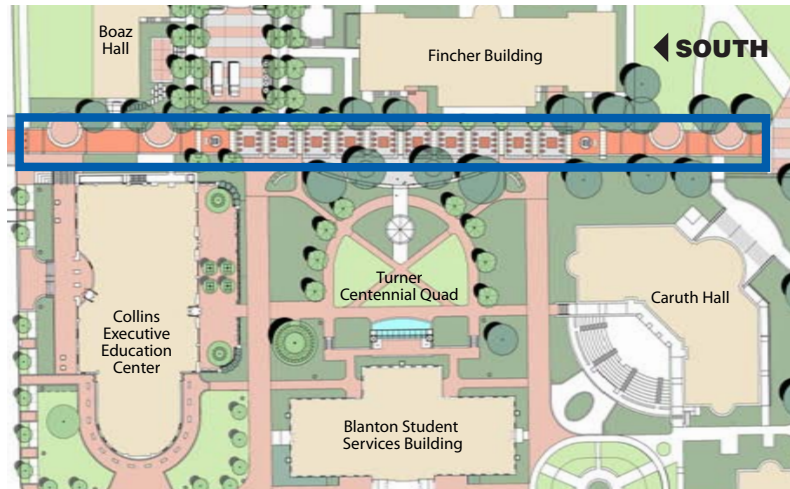 Boaz
Hall
Fincher Building
SOUTH
Turner
Centennial Quad
Caruth Hall
Collins
Executive
Education
Center
Blanton Student
Services Building